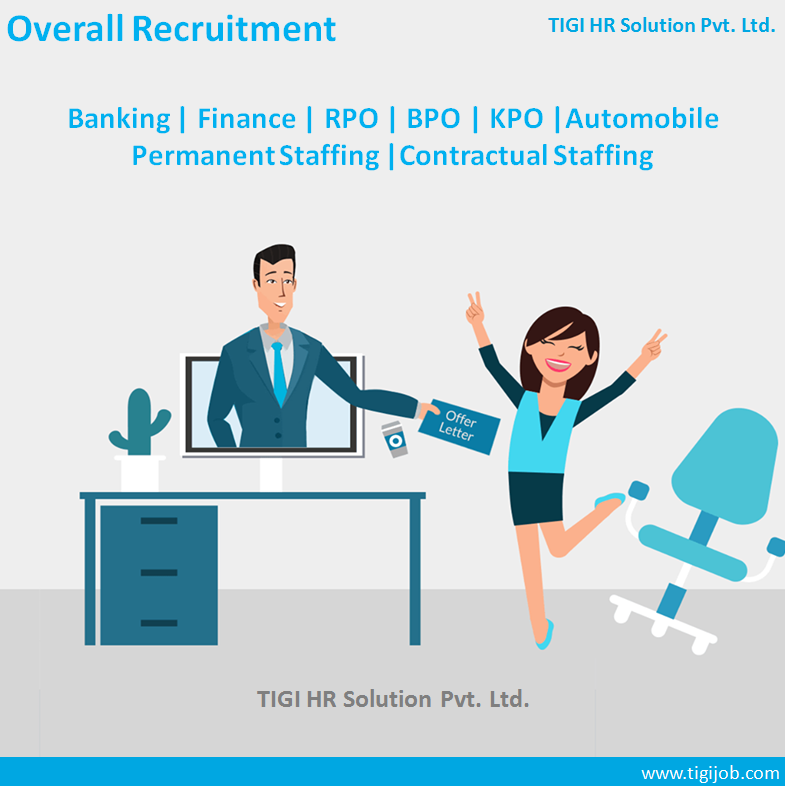 Overall Recruitment
TIGI HR Solution Pvt. Ltd.
Banking | Finance | RPO | BPO | KPO |Automobile
Permanent Staffing |Contractual Staffing
Offer
Letter
TIGI HR Solution Pvt. Ltd.
www.tigijob.com